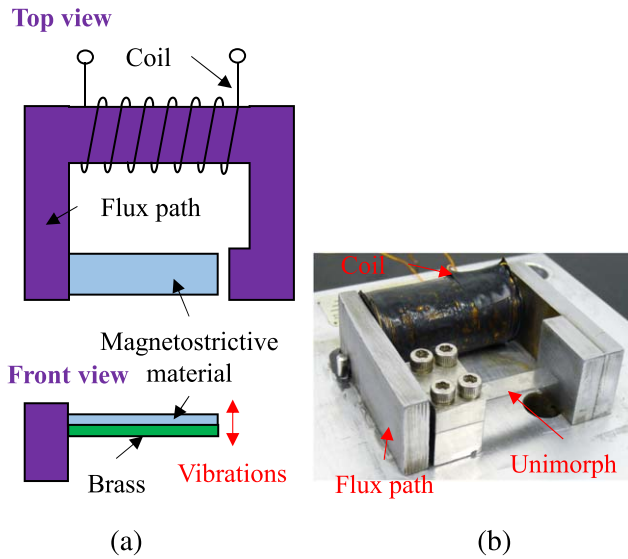 Top view
Coil
Flux path
Magnetostrictive
material
Front view
Brass
Vibrations
(a)
Coil
Unimorph
Flux path
(b)